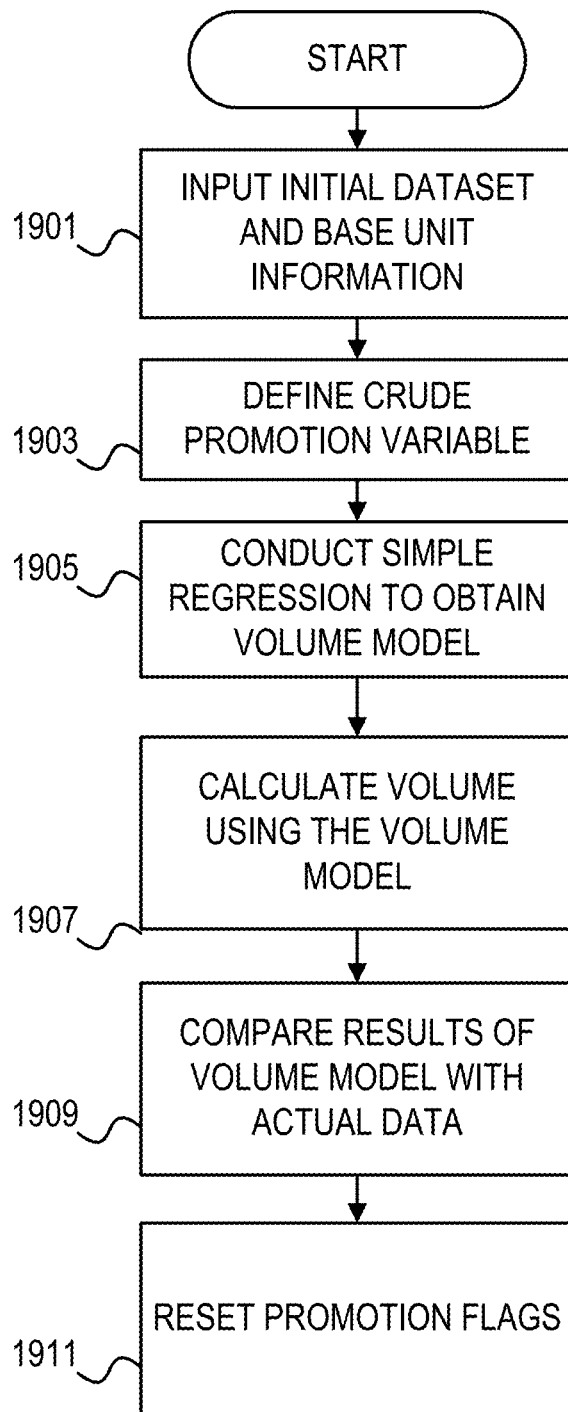 START
1901
INPUT INITIAL DATASET
AND BASE UNIT
INFORMATION
1903
DEFINE CRUDE
PROMOTION VARIABLE
1905
CONDUCT SIMPLE
REGRESSION TO OBTAIN
VOLUME MODEL
1907
CALCULATE VOLUME
USING THE VOLUME
MODEL
1909
COMPARE RESULTS OF
VOLUME MODEL WITH
ACTUAL DATA
1911
RESET PROMOTION FLAGS